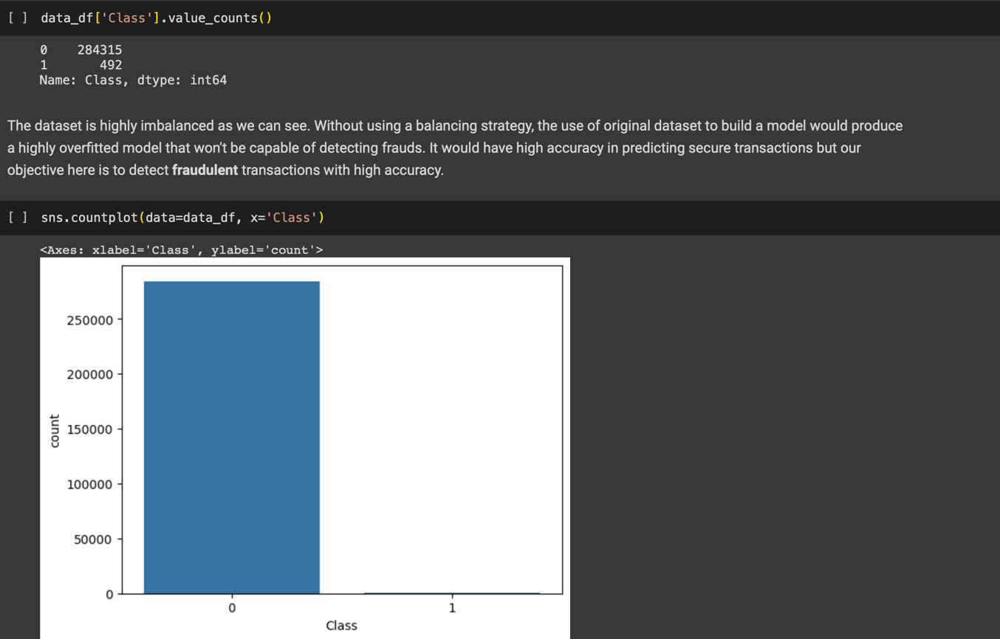 [ ] data_df['Class'].value_counts()
0 284315
1 492
Name: Class, dtype: int64
The dataset is highly imbalanced as we can see. Without using a balancing strategy, the use of original dataset to build a model would produce
a highly overfitted model that won't be capable of detecting frauds. It would have high accuracy in predicting secure transactions but our
objective here is to detect fraudulent transactions with high accuracy.
[ ] sns.countplot(data=data_df, x='Class')
<Axes: xlabel='Class', ylabel='count'>
250000
200000
150000
100000
50000
0
count
0 1
Class